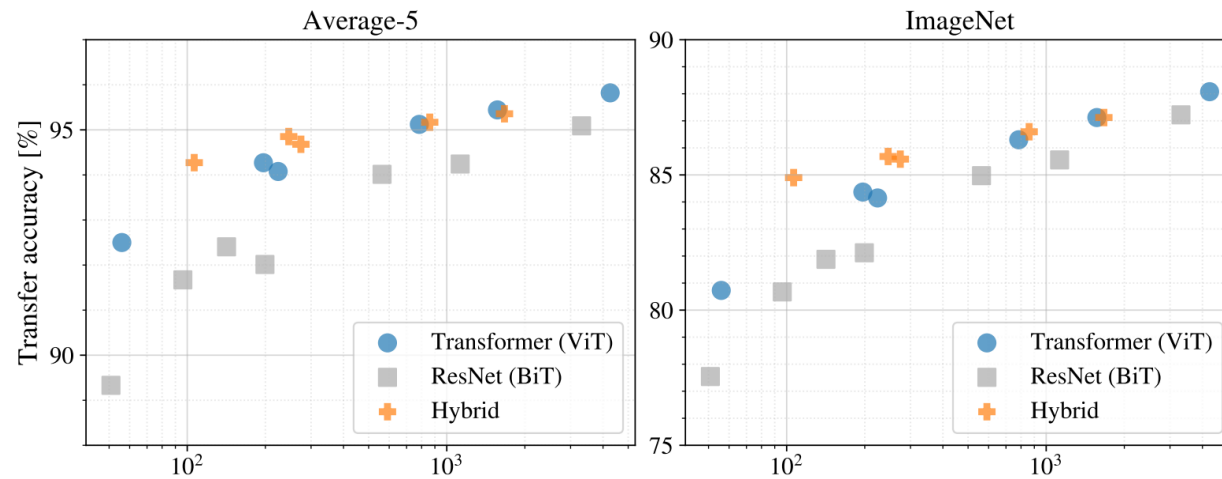 Average-5
ImageNet
Transfer accuracy [%]
95
90
10²
10³
Transformer (ViT)
ResNet (BiT)
Hybrid
90
85
80
75
10²
10³
Transformer (ViT)
ResNet (BiT)
Hybrid